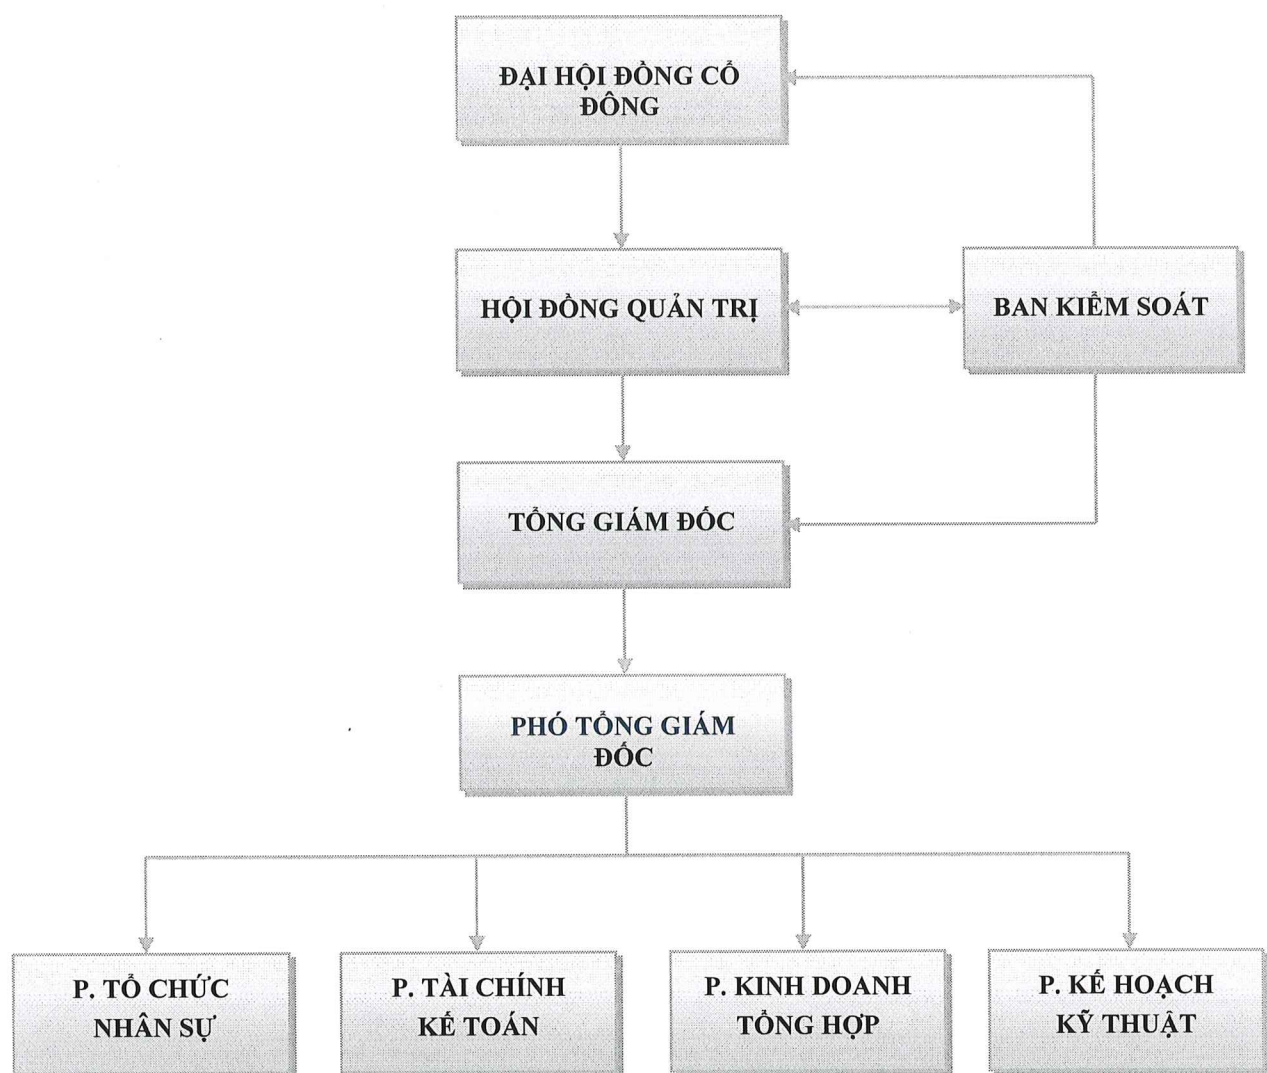 ĐẠI HỘI ĐỒNG CỔ
ĐÔNG
HỘI ĐỒNG QUẢN TRỊ
BAN KIỂM SOÁT
TỔNG GIÁM ĐỐC
PHÓ TỔNG GIÁM
ĐỐC
P. TỔ CHỨC
NHÂN SỰ
P. TÀI CHÍNH
KẾ TOÁN
P. KINH DOANH
TỔNG HỢP
P. KẾ HOẠCH
KỸ THUẬT